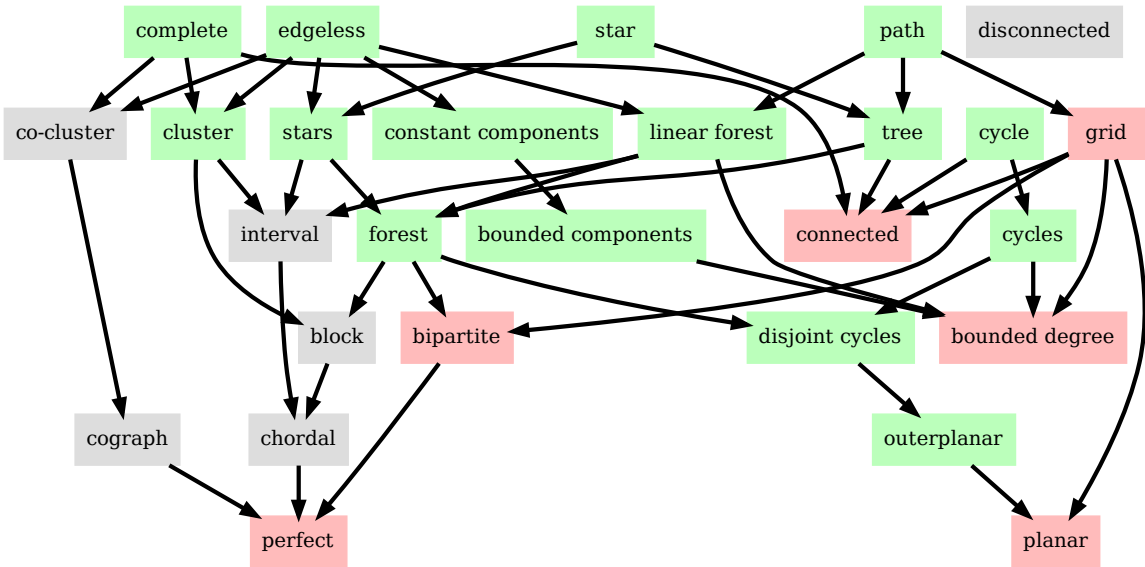 complete
edgeless
star
path
disconnected
co-cluster
cluster
stars
constant components
linear forest
tree
cycle
grid
interval
forest
bounded components
connected
cycles
block
bipartite
disjoint cycles
bounded degree
cograph
chordal
outerplanar
perfect
planar